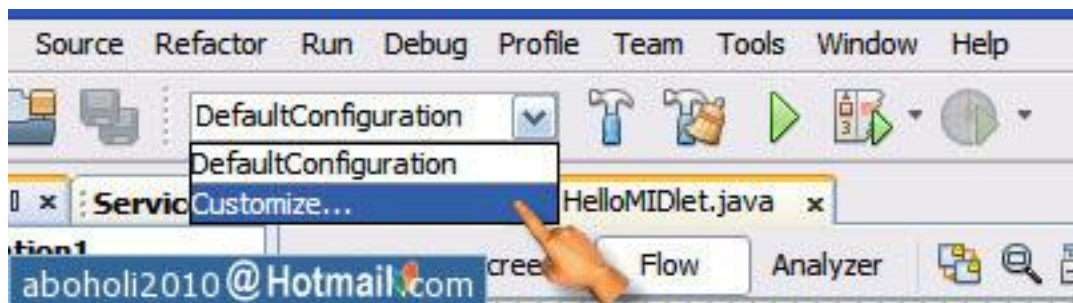 Source Refactor Run Debug Profile Team Tools Window Help
DefaultConfiguration
DefaultConfiguration
Customize...
HelloMIDlet.java
Flow Analyzer
aboholi2010@Hotmail.com